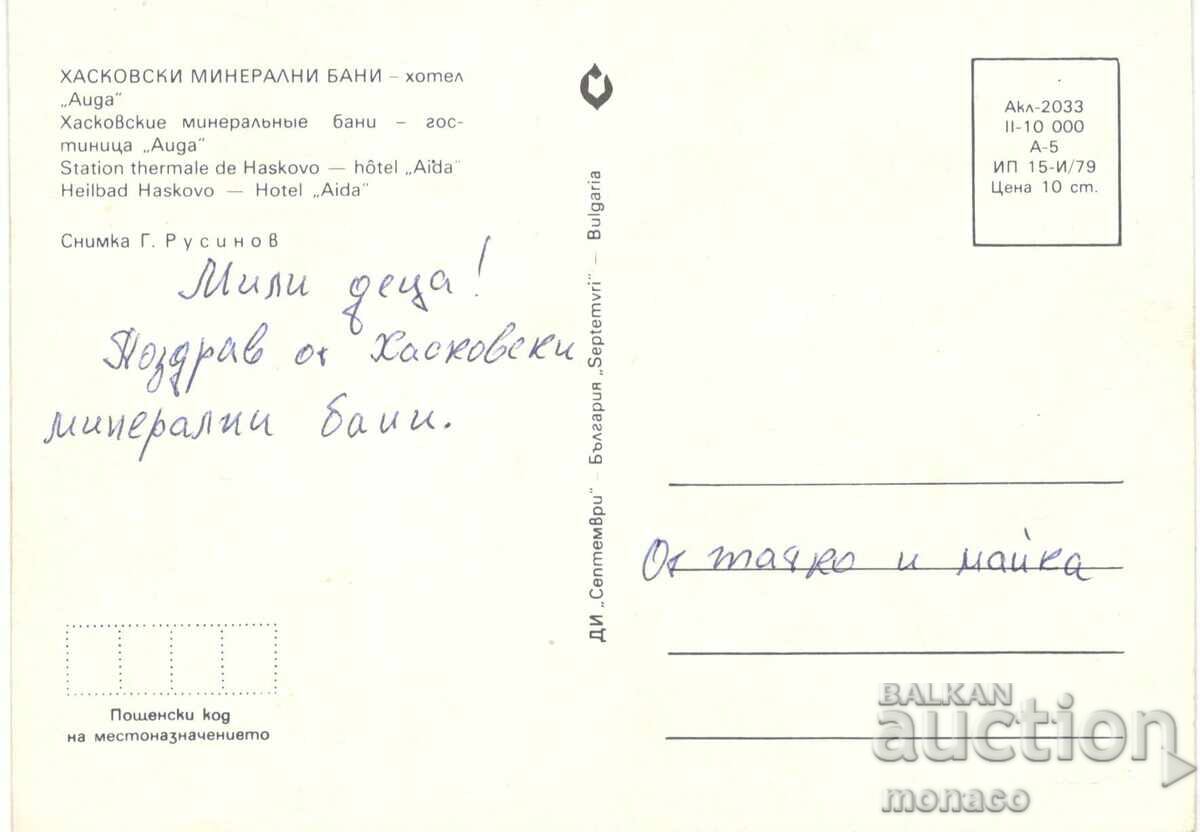 ХАСКОВСКИ МИНЕРАЛНИ БАНИ – хотел
„Аида“
Хасковские минеральные бани – гос-
тиница „Аида“
Station thermale de Haskovo — hôtel „Aïda“
Heilbad Haskovo — Hotel „Aida“
Снимка Г. Русинов
Мили деца!
Поздрав от Хасковски
минерални бани.
Пощенски код
на местоназначението
ДИ „Септември“ – България „Septemvri“ – Bulgaria
Акл-2033
II-10 000
А-5
ИП 15-И/79
Цена 10 ст.
От татко и майка
BALKAN
auction
monaco